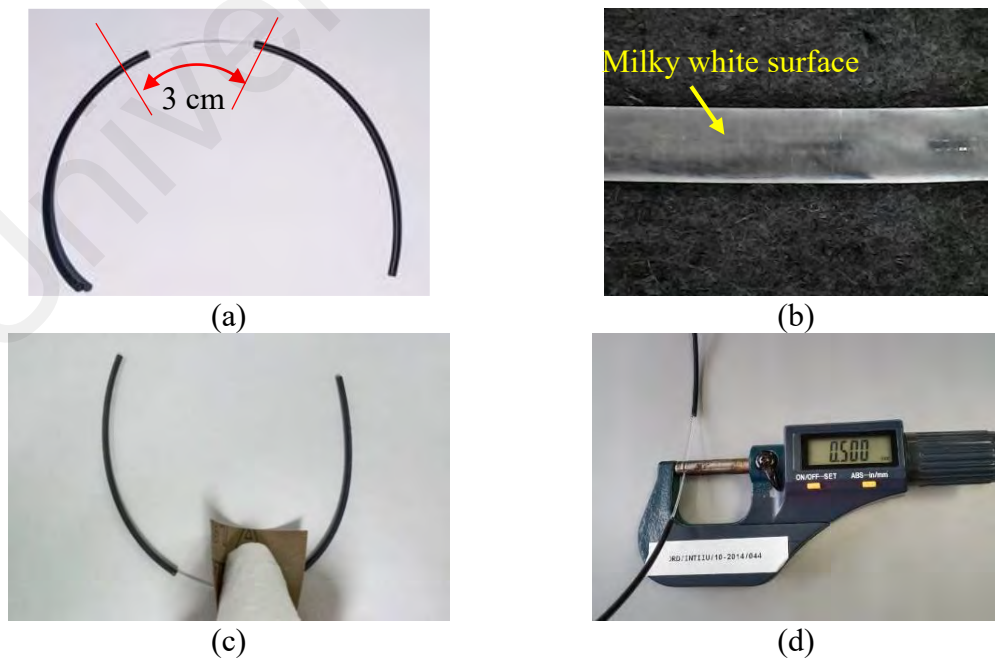 3 cm
Milky white surface
(a)
(b)
0.500
ON/OFF-SET ABS-in/mm
(c)
(d)